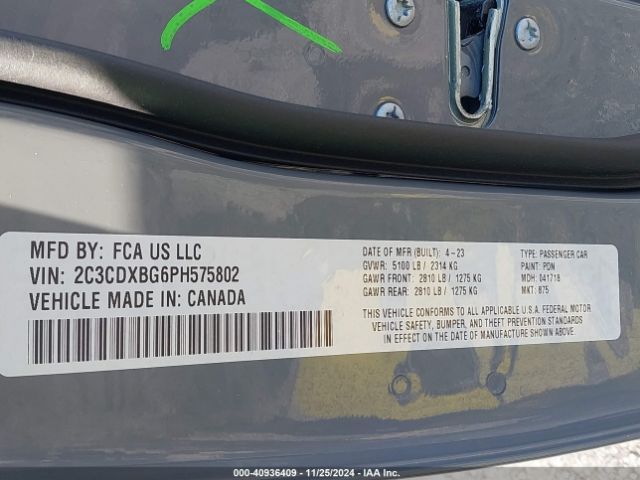 MFD BY: FCA US LLC
VIN: 2C3CDXBG6PH575802
VEHICLE MADE IN: CANADA
DATE OF MFR (BUILT): 4-23
GVWR: 5100 LB / 2314 KG
GAWR FRONT: 2810 LB / 1275 KG
GAWR REAR: 2810 LB / 1275 KG
TYPE: PASSENGER CAR
PAINT: PDN
MDH: 041718
MKT: 875
THIS VEHICLE CONFORMS TO ALL APPLICABLE U.S.A. FEDERAL MOTOR
VEHICLE SAFETY, BUMPER, AND THEFT PREVENTION STANDARDS
IN EFFECT ON THE DATE OF MANUFACTURE SHOWN ABOVE.
000-40936409 - 11/25/2024 - IAA Inc.